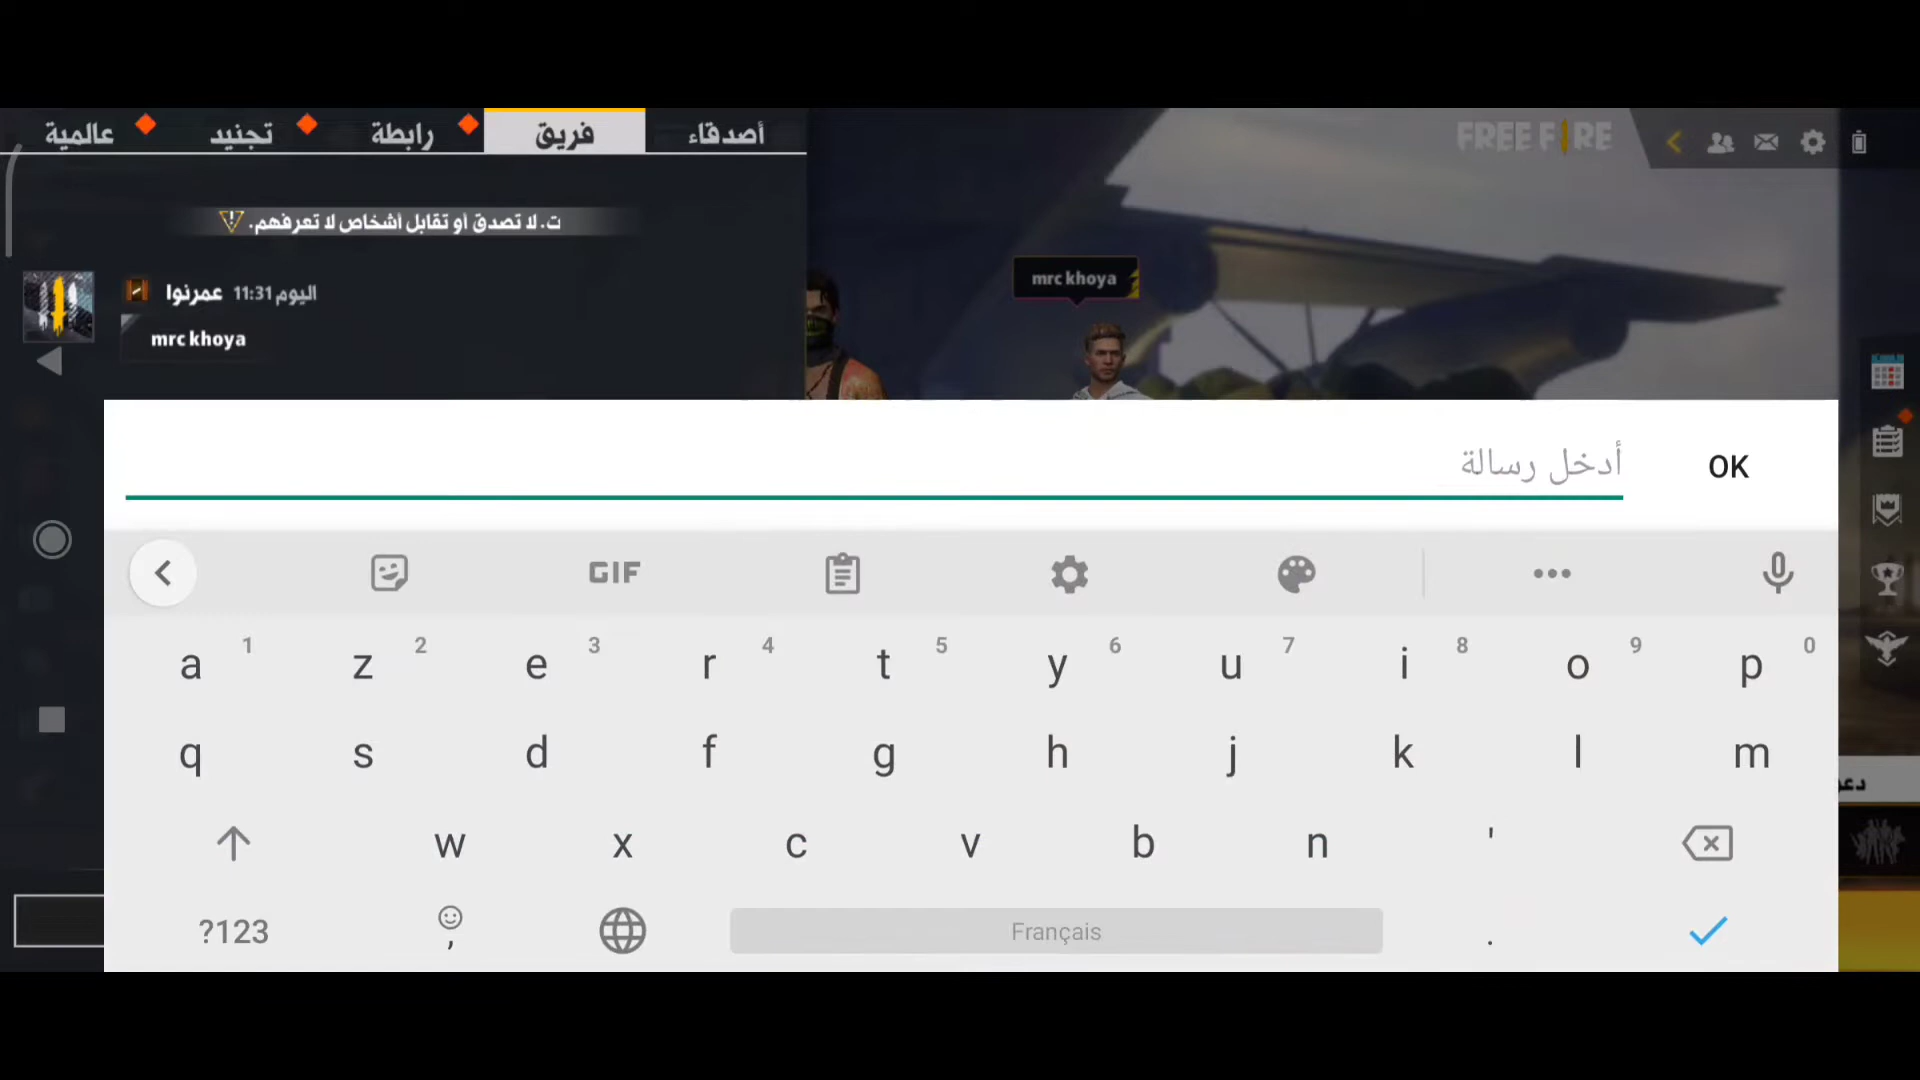 عالمية
تجنيد
رابطة
فريق
أصدقاء
FREE FIRE
ت. لا تصدق أو تقابل أشخاص لا تعرفهم.
عمرنوا اليوم 11:31
mrc khoya
mrc khoya
أدخل رسالة
OK
GIF
a 1 z 2 e 3 r 4 t 5 y 6 u 7 i 8 o 9 p 0
q s d f g h j k l m
w x c v b n '
?123 , Français .
دعو